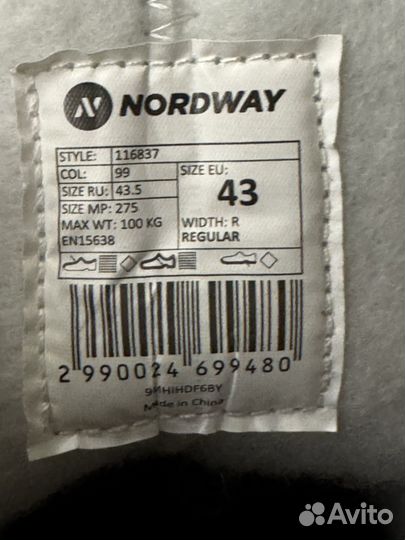 NORDWAY
STYLE: 116837
COL: 99
SIZE RU: 43.5
SIZE MP: 275
MAX WT: 100 KG
EN15638
SIZE EU:
43
WIDTH: R
REGULAR
2 990024 699480
Made in China
Avito